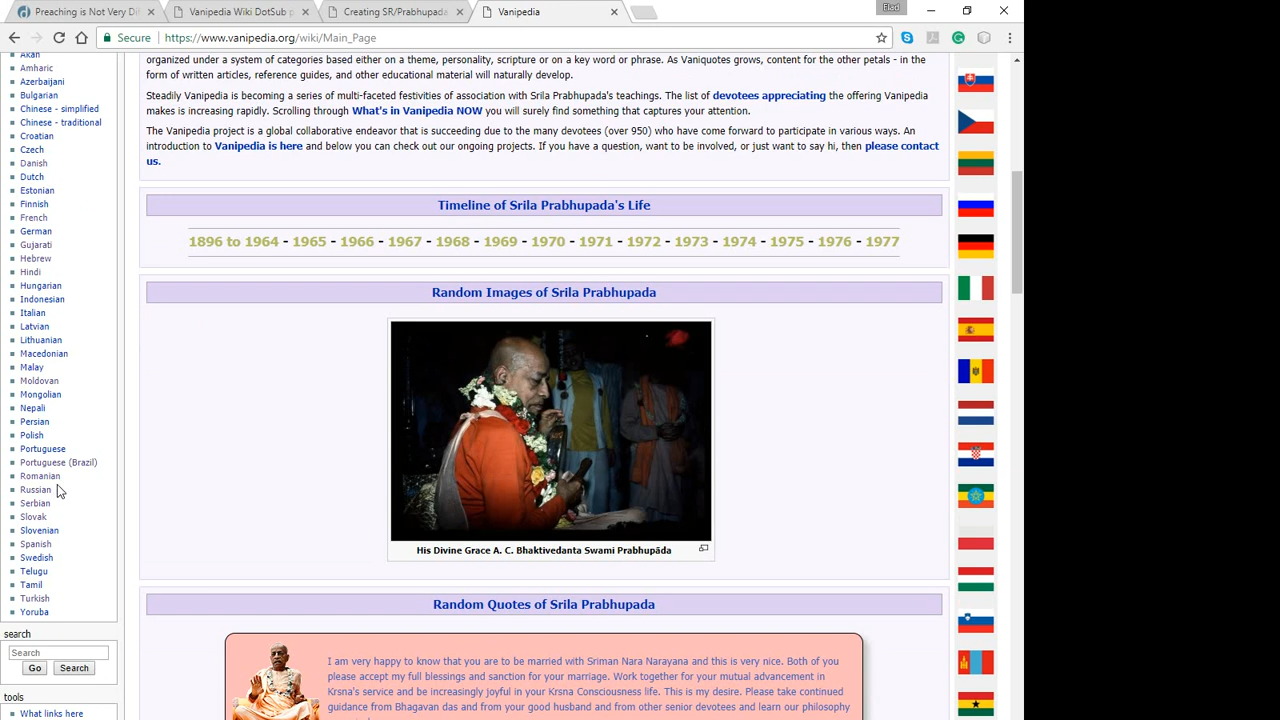 Preaching is Not Very Di
Vanipedia Wiki DotSub p
Creating SR/Prabhupada
Vanipedia
Elad
Secure
https://www.vanipedia.org/wiki/Main_Page
Akan
Amharic
Azerbaijani
Bulgarian
Chinese - simplified
Chinese - traditional
Croatian
Czech
Danish
Dutch
Estonian
Finnish
French
German
Gujarati
Hebrew
Hindi
Hungarian
Indonesian
Italian
Latvian
Lithuanian
Macedonian
Malay
Moldovan
Mongolian
Nepali
Persian
Polish
Portuguese
Portuguese (Brazil)
Romanian
Russian
Serbian
Slovak
Slovenian
Spanish
Swedish
Telugu
Tamil
Turkish
Yoruba
search
Search
Go Search
tools
What links here
organized under a system of categories based either on a theme, personality, scripture or on a key word or phrase. As Vaniquotes grows, content for the other petals - in the
form of written articles, reference guides, and other educational material will naturally develop.
Steadily Vanipedia is becoming a series of multi-faceted festivities of association with Srila Prabhupada's teachings. The list of devotees appreciating the offering Vanipedia
makes is increasing rapidly. Scrolling through What's in Vanipedia NOW you will surely find something that captures your attention.
The Vanipedia project is a global collaborative endeavor that is succeeding due to the many devotees (over 950) who have come forward to participate in various ways. An
introduction to Vanipedia is here and below you can check out our ongoing projects. If you have a question, want to be involved, or just want to say hi, then please contact
us.
Timeline of Srila Prabhupada's Life
1896 to 1964 - 1965 - 1966 - 1967 - 1968 - 1969 - 1970 - 1971 - 1972 - 1973 - 1974 - 1975 - 1976 - 1977
Random Images of Srila Prabhupada
His Divine Grace A. C. Bhaktivedanta Swami Prabhupāda
Random Quotes of Srila Prabhupada
I am very happy to know that you are to be married with Sriman Nara Narayana and this is very nice. Both of you
please accept my full blessings and sanction for your marriage. Work together for your mutual advancement in
Krsna's service and be increasingly joyful in your Krsna Consciousness life. This is my desire. Please take continued
guidance from Bhagavan das and from your good husband and from other senior devotees and learn our philosophy